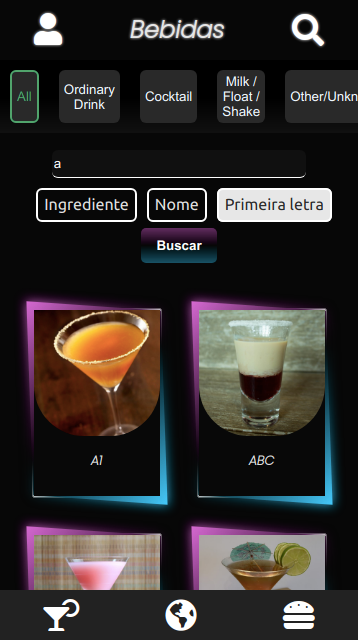 Bebidas
All
Ordinary
Drink
Cocktail
Milk /
Float /
Shake
Other/Unkn
a
Ingrediente
Nome
Primeira letra
Buscar
A1
ABC